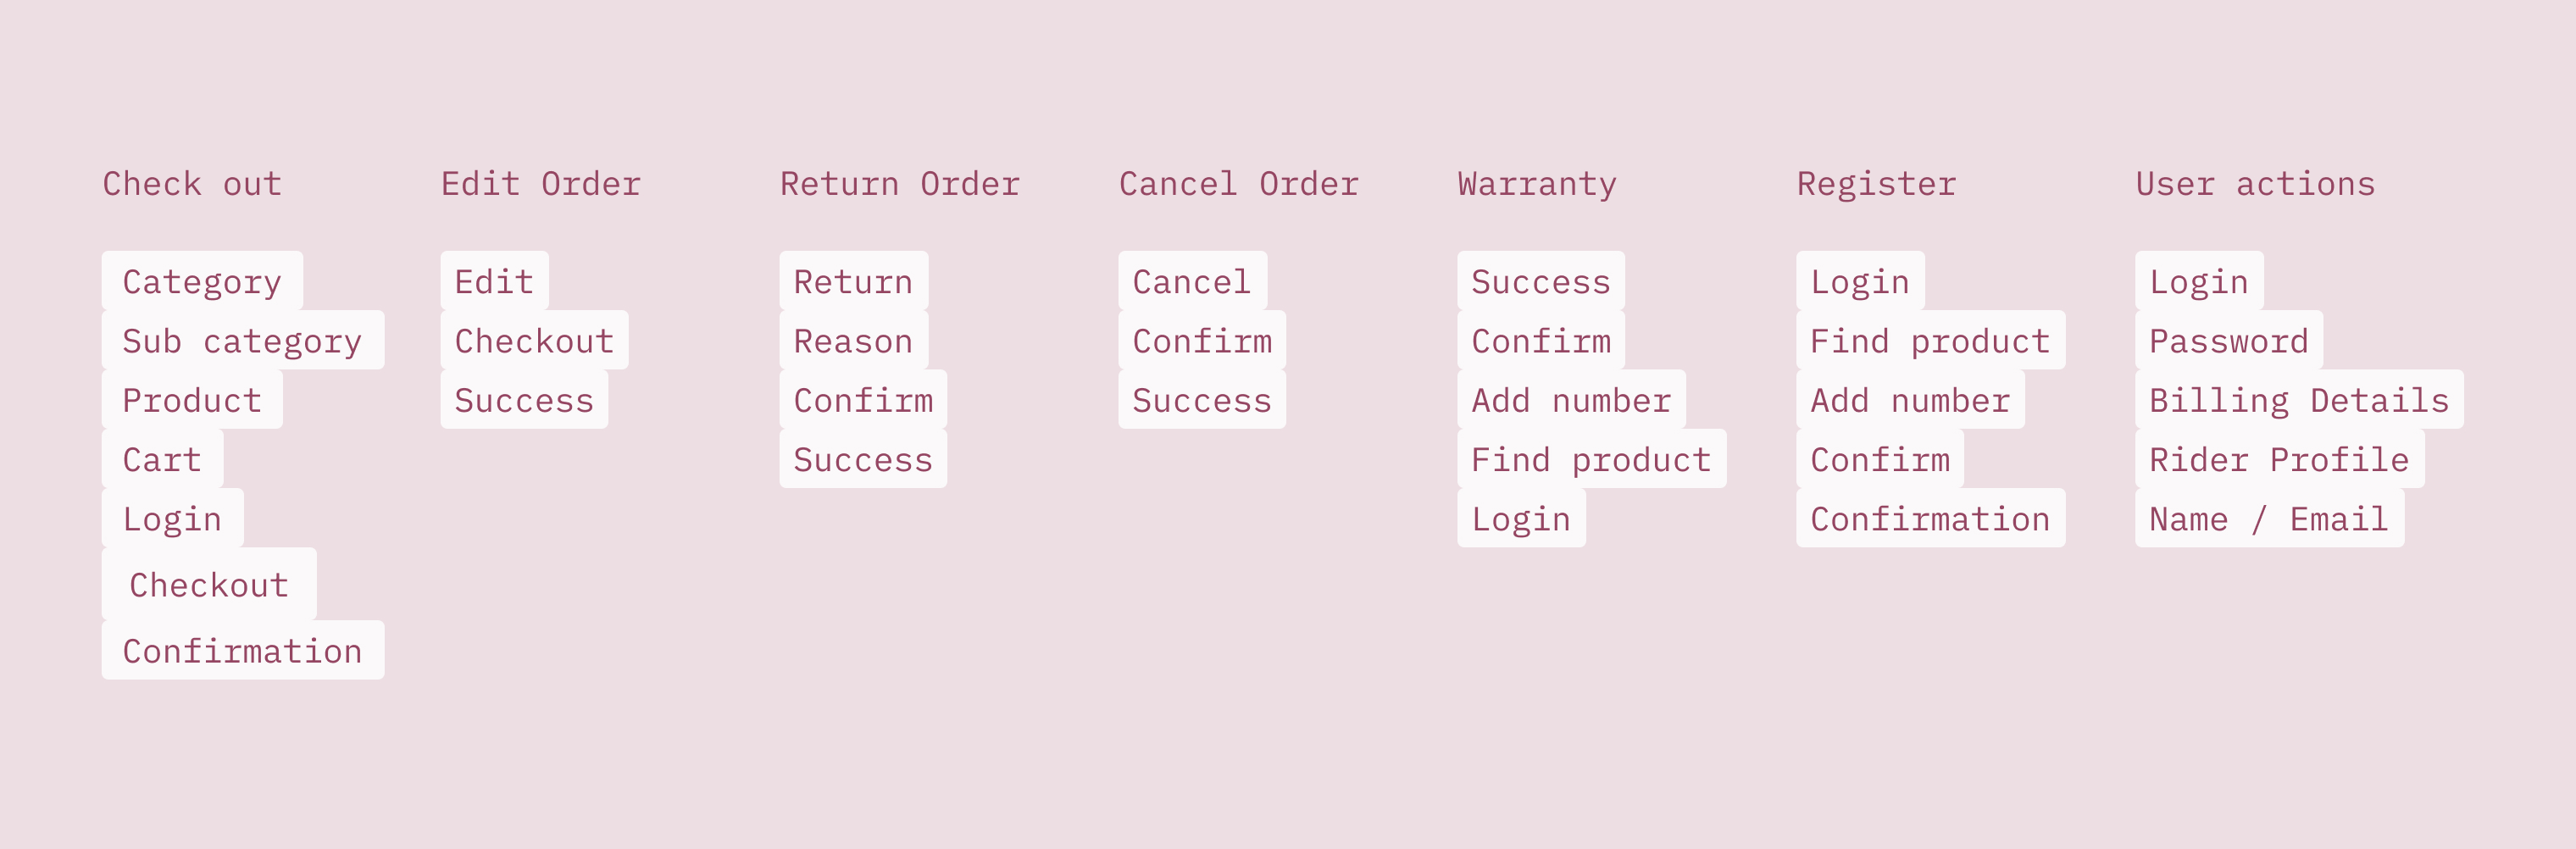 Check out
Category
Sub category
Product
Cart
Login
Checkout
Confirmation
Edit Order
Edit
Checkout
Success
Return Order
Return
Reason
Confirm
Success
Cancel Order
Cancel
Confirm
Success
Warranty
Success
Confirm
Add number
Find product
Login
Register
Login
Find product
Add number
Confirm
Confirmation
User actions
Login
Password
Billing Details
Rider Profile
Name / Email